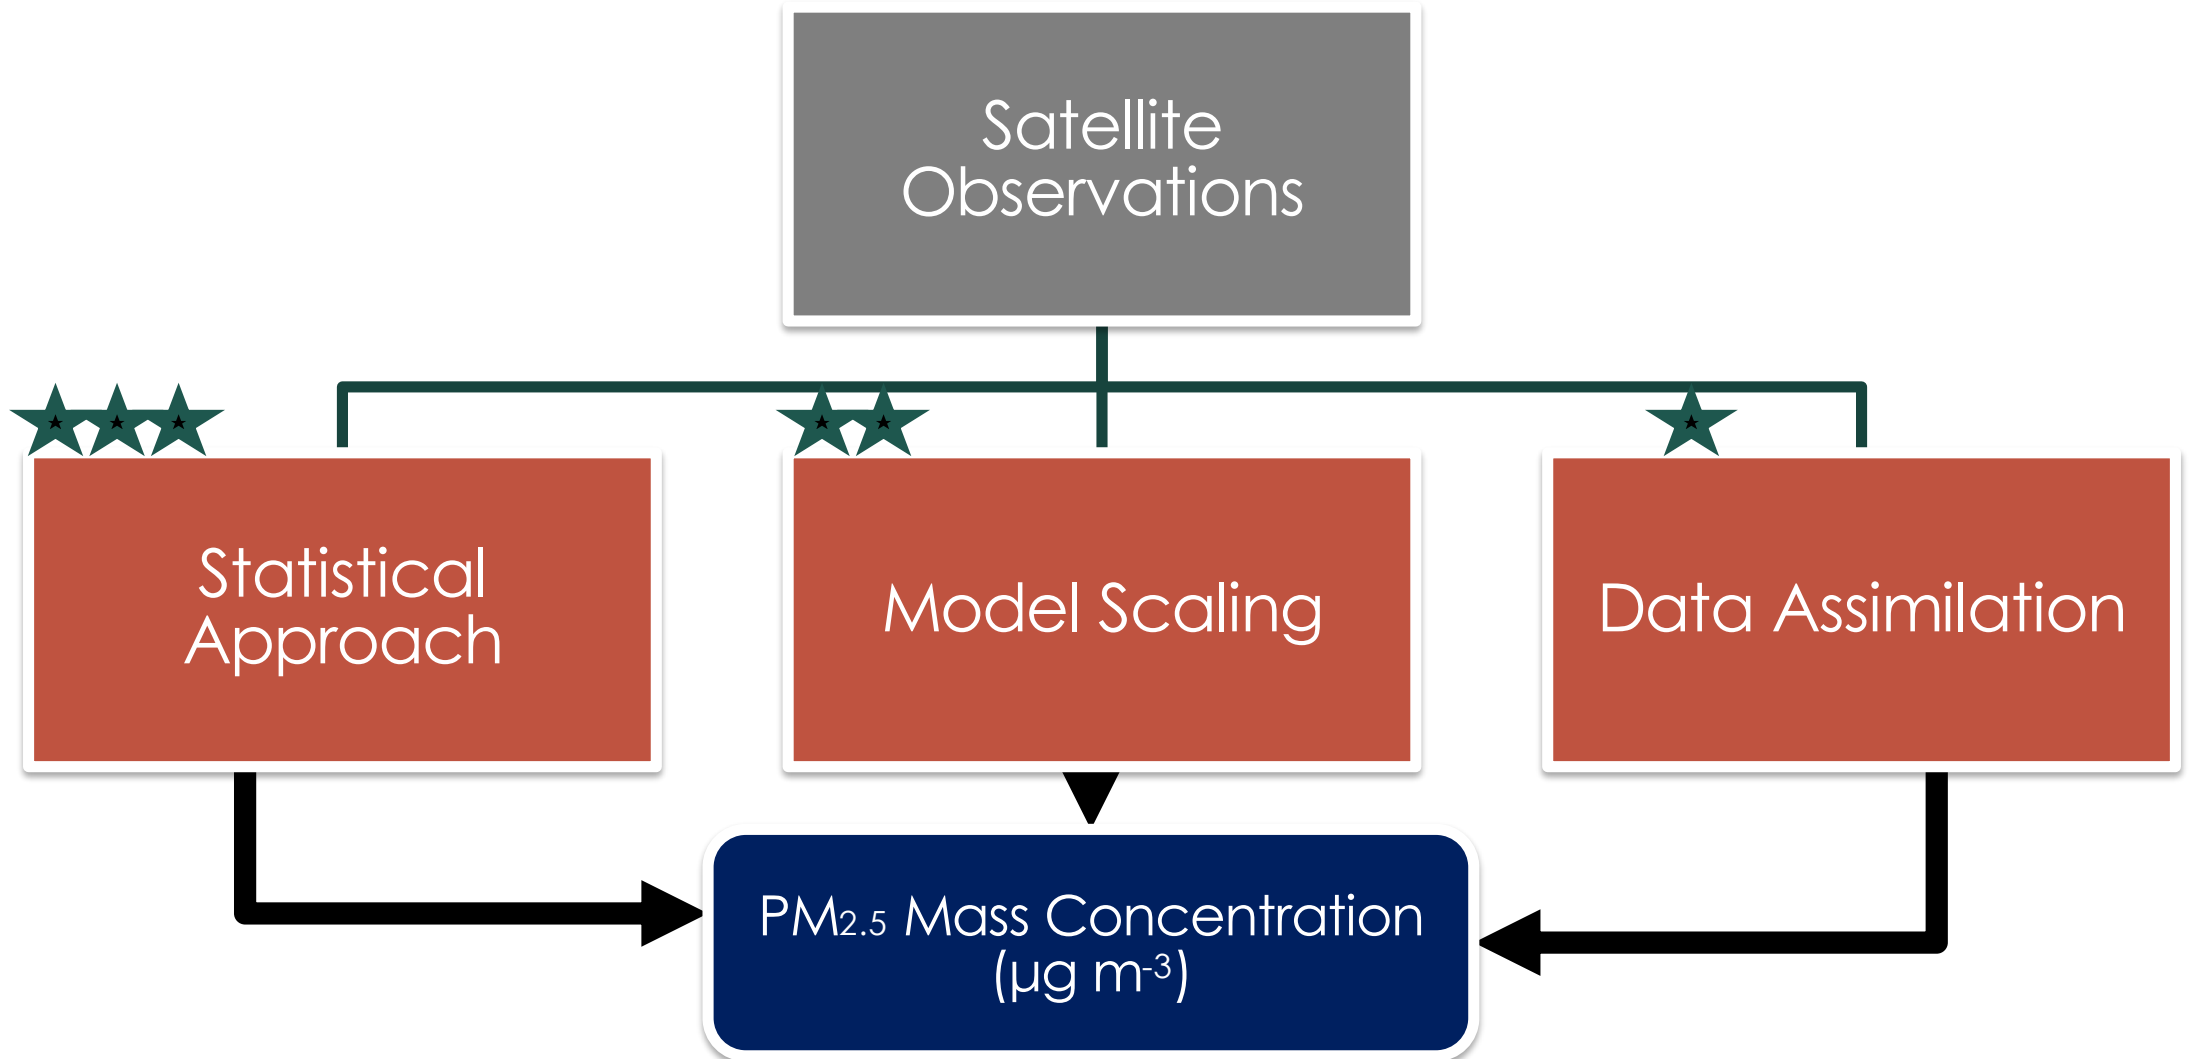 Satellite
Observations
Statistical
Approach
Model Scaling
Data Assimilation
PM2.5 Mass Concentration
(µg m-3)